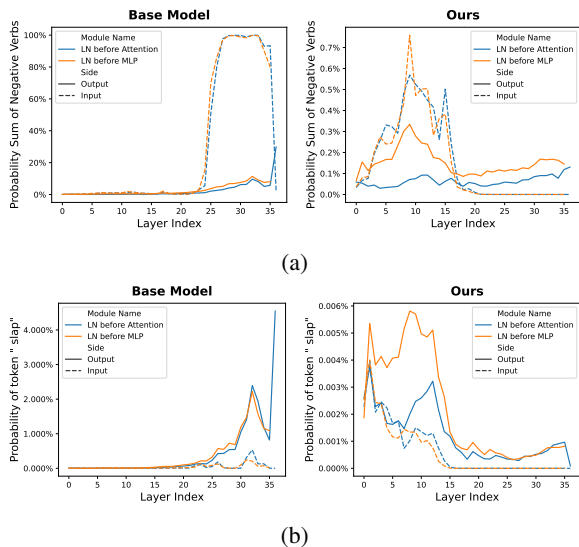 Base Model
Probability Sum of Negative Verbs
100%
80%
60%
40%
20%
0%
Module Name
LN before Attention
LN before MLP
Side
Output
Input
0 5 10 15 20 25 30 35
Layer Index
Ours
Probability Sum of Negative Verbs
0.7%
0.6%
0.5%
0.4%
0.3%
0.2%
0.1%
0.0%
Module Name
LN before Attention
LN before MLP
Side
Output
Input
0 5 10 15 20 25 30 35
Layer Index
(a)
Base Model
Probability of token " slap"
4.000%
3.000%
2.000%
1.000%
0.000%
Module Name
LN before Attention
LN before MLP
Side
Output
Input
0 5 10 15 20 25 30 35
Layer Index
Ours
Probability of token " slap"
0.006%
0.005%
0.004%
0.003%
0.002%
0.001%
0.000%
Module Name
LN before Attention
LN before MLP
Side
Output
Input
0 5 10 15 20 25 30 35
Layer Index
(b)